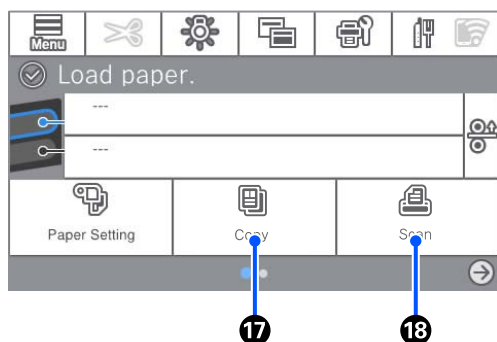 Menu
Load paper.
---
---
Paper Setting
Copy
Scan
17
18